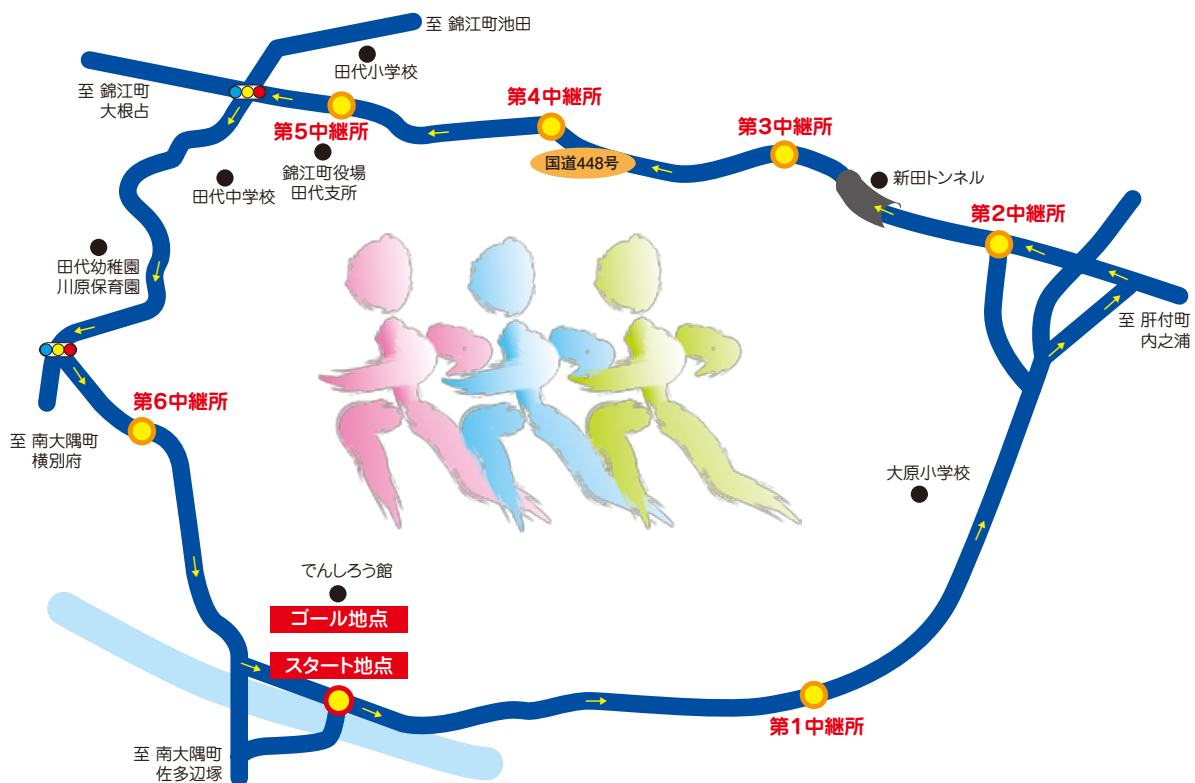 至 錦江町池田
田代小学校
至 錦江町
大根占
第5中継所
第4中継所
第3中継所
国道448号
錦江町役場
田代支所
田代中学校
新田トンネル
第2中継所
田代幼稚園
川原保育園
至 肝付町
内之浦
第6中継所
至 南大隅町
横別府
大原小学校
でんしろう館
ゴール地点
スタート地点
第1中継所
至 南大隅町
佐多辺塚